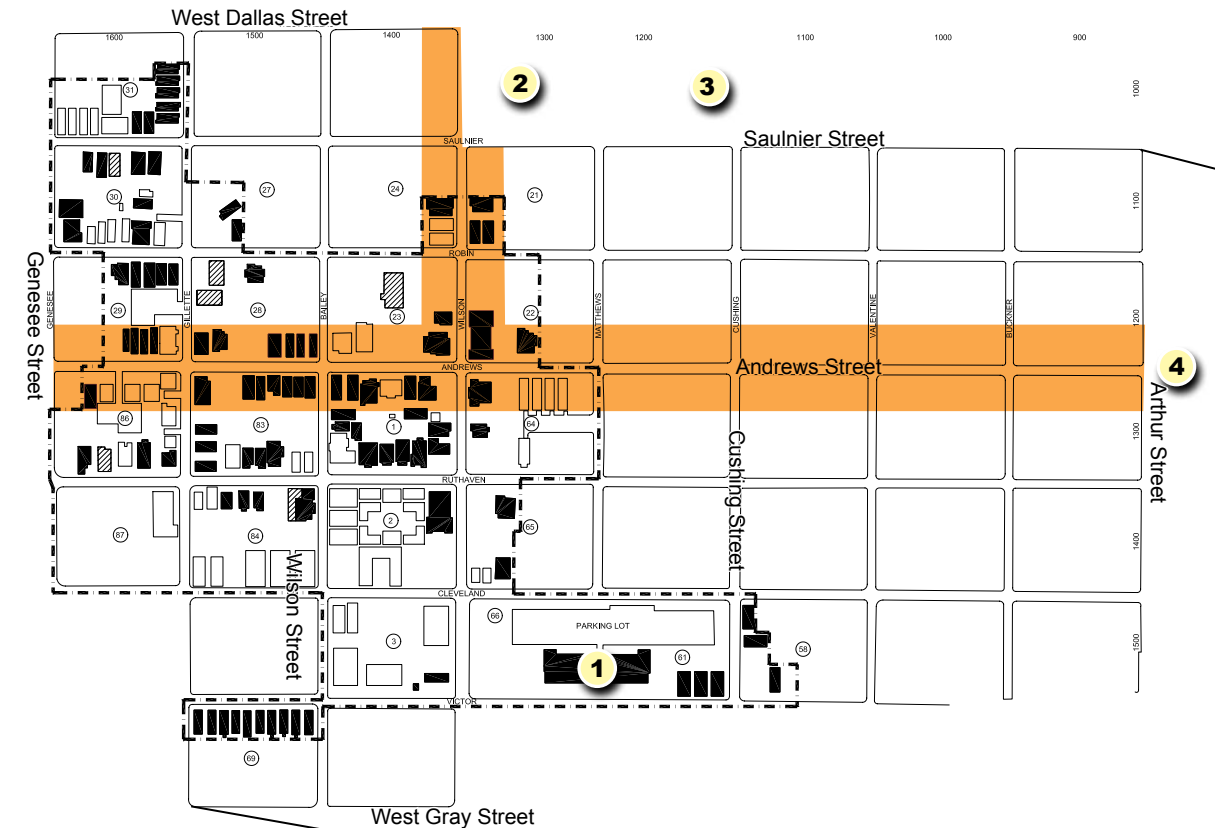 West Dallas Street
1600
1500
1400
1300
1200
1100
1000
900
2
3
31
1000
SAULNIER
Saulnier Street
30
27
24
21
1100
ROBIN
Genesee Street
GENESEE
29
GILLETTE
28
BAILEY
23
WILSON
22
MATTHEWS
CUSHING
VALENTINE
BUCKNER
1200
ANDREWS
Andrews Street
4
Arthur Street
86
83
1
64
1300
Cushing Street
RUTHAVEN
87
84
2
65
1400
Wilson Street
CLEVELAND
66
PARKING LOT
3
61
58
1500
1
VICTOR
69
West Gray Street